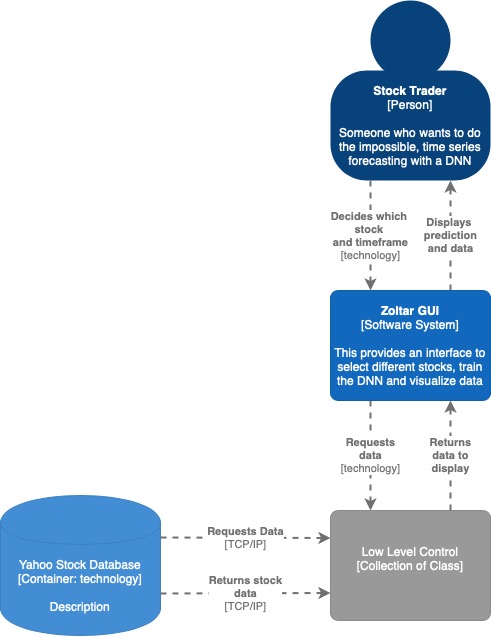 Stock Trader
[Person]
Someone who wants to do
the impossible, time series
forecasting with a DNN
Decides which
stock
and timeframe
[technology]
Displays
prediction
and data
Zoltar GUI
[Software System]
This provides an interface to
select different stocks, train
the DNN and visualize data
Requests
data
[technology]
Returns
data to
display
Yahoo Stock Database
[Container: technology]
Description
Requests Data
[TCP/IP]
Returns stock
data
[TCP/IP]
Low Level Control
[Collection of Class]